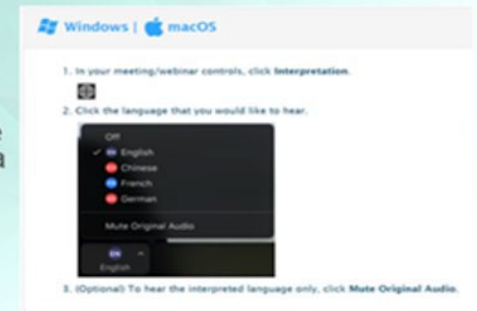 Windows | macOS
e
a
1. In your meeting/webinar controls, click Interpretation.
2. Click the language that you would like to hear.
Off
EN English
Chinese
French
German
Mute Original Audio
EN
English
3. (Optional) To hear the interpreted language only, click Mute Original Audio.